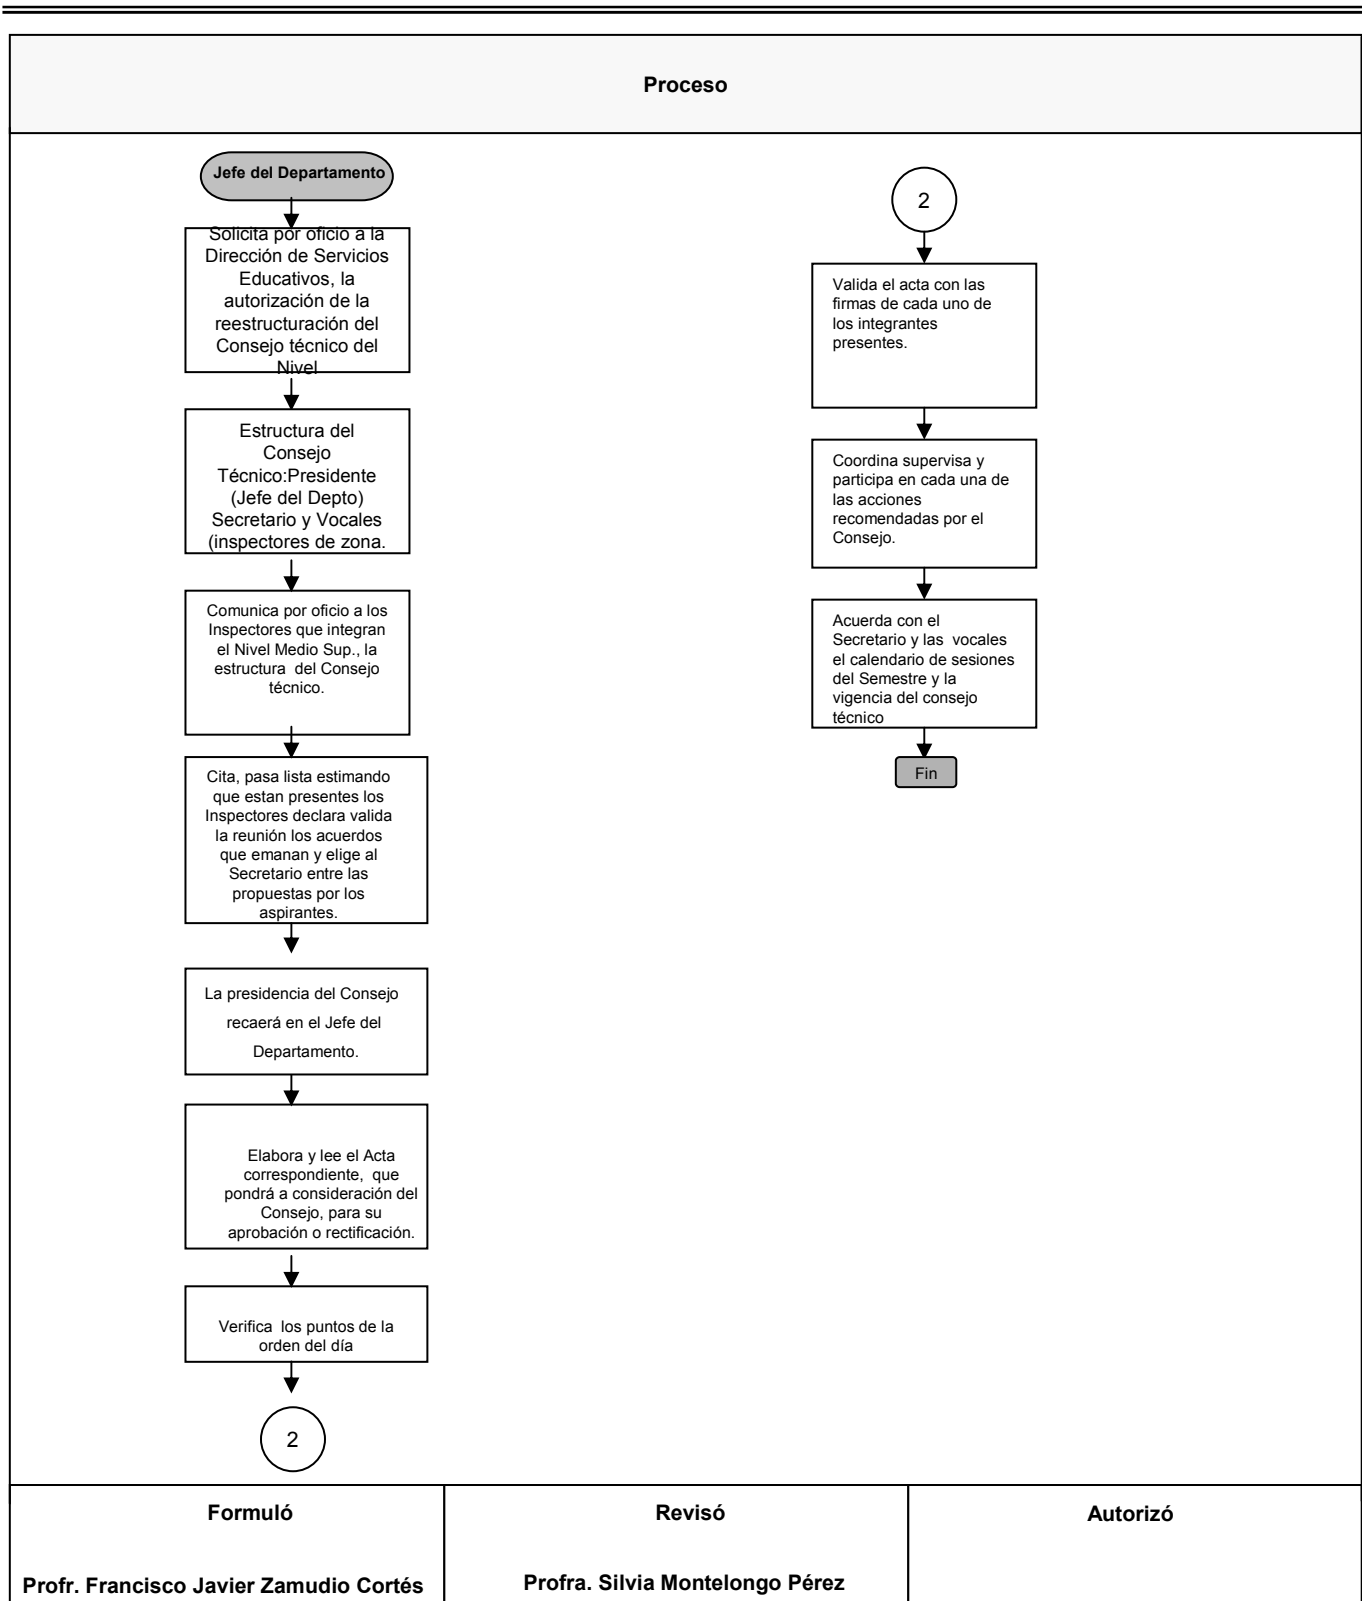 Proceso
Jefe del Departamento
Solicita por oficio a la
Dirección de Servicios
Educativos, la
autorización de la
reestructuración del
Consejo técnico del
Nivel
Estructura del
Consejo
Técnico:Presidente
(Jefe del Depto)
Secretario y Vocales
(inspectores de zona.
Comunica por oficio a los
Inspectores que integran
el Nivel Medio Sup., la
estructura del Consejo
técnico.
Cita, pasa lista estimando
que estan presentes los
Inspectores declara valida
la reunión los acuerdos
que emanan y elige al
Secretario entre las
propuestas por los
aspirantes.
La presidencia del Consejo
recaerá en el Jefe del
Departamento.
Elabora y lee el Acta
correspondiente, que
pondrá a consideración del
Consejo, para su
aprobación o rectificación.
Verifica los puntos de la
orden del día
2
2
Valida el acta con las
firmas de cada uno de
los integrantes
presentes.
Coordina supervisa y
participa en cada una de
las acciones
recomendadas por el
Consejo.
Acuerda con el
Secretario y las vocales
el calendario de sesiones
del Semestre y la
vigencia del consejo
técnico
Fin
Formuló
Profr. Francisco Javier Zamudio Cortés
Revisó
Profra. Silvia Montelongo Pérez
Autorizó